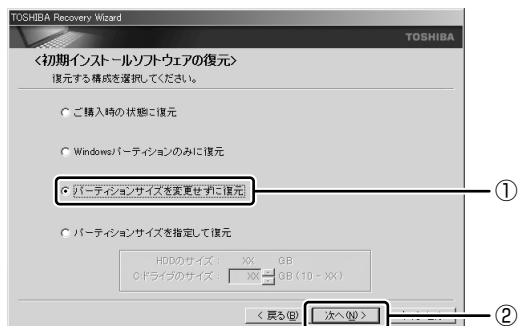 TOSHIBA Recovery Wizard
TOSHIBA
<初期インストールソフトウェアの復元>
復元する構成を選択してください。
ご購入時の状態に復元
Windowsパーティションのみに復元
パーティションサイズを変更せずに復元
①
パーティションサイズを指定して復元
HDDのサイズ： XX GB
C:ドライブのサイズ： XX GB (10 - XX)
< 戻る(B) 次へ(N) >
②